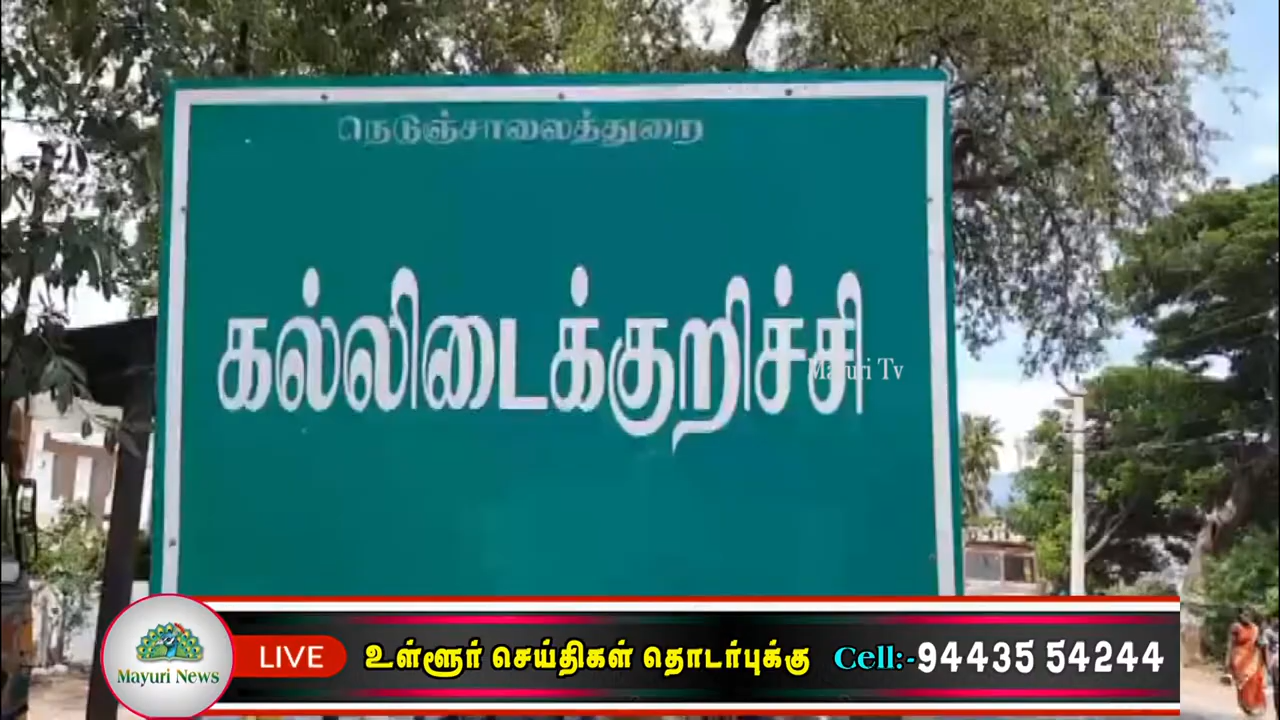 நெடுஞ்சாலைத்துறை
கல்லிடைக்குறிச்சி
Mayuri Tv
Mayuri News
LIVE
உள்ளூர் செய்திகள் தொடர்புக்கு Cell:-94435 54244